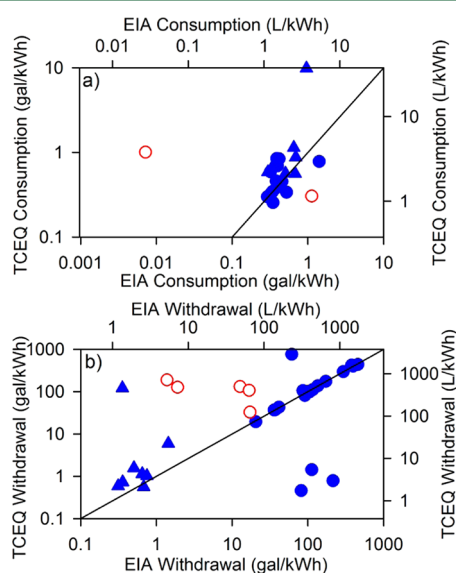 EIA Consumption (L/kWh)
0.01 0.1 1 10
TCEQ Consumption (gal/kWh)
TCEQ Consumption (L/kWh)
a)
10
1
0.1
10
1
0.001 0.01 0.1 1 10
EIA Consumption (gal/kWh)
EIA Withdrawal (L/kWh)
1 10 100 1000
TCEQ Withdrawal (gal/kWh)
TCEQ Withdrawal (L/kWh)
b)
1000
100
10
1
0.1
1000
100
10
1
0.1 1 10 100 1000
EIA Withdrawal (gal/kWh)